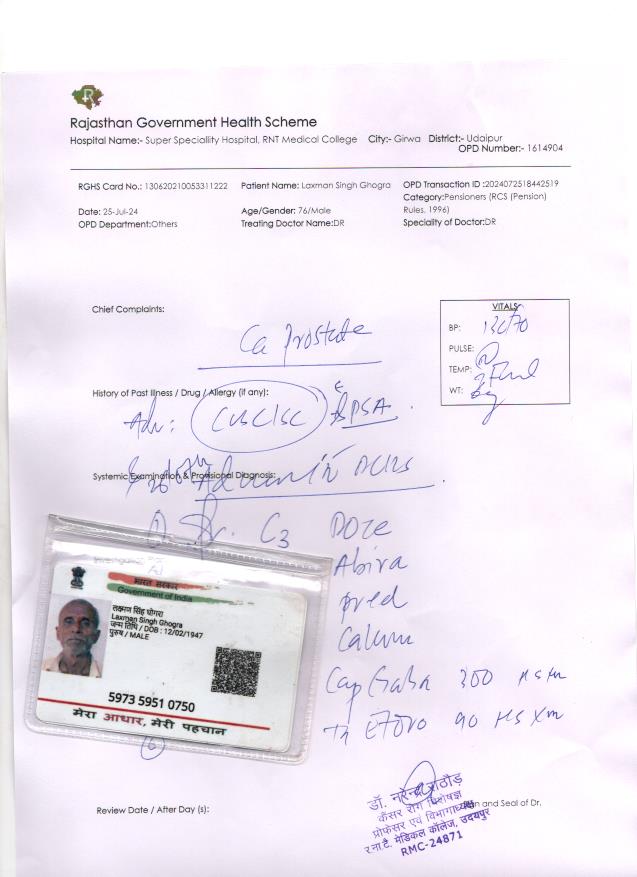 R
Rajasthan Government Health Scheme
Hospital Name:- Super Speciallity Hospital, RNT Medical College City:- Girwa District:- Udaipur
OPD Number:- 1614904
RGHS Card No.: 130620210053311222 Patient Name: Laxman Singh Ghogra OPD Transaction ID :2024072518442519
Category:Pensioners (RCS (Pension) Rules, 1996)
Date: 25-Jul-24 Age/Gender: 76/Male
OPD Department:Others Treating Doctor Name:DR Speciality of Doctor:DR
Chief Complaints:
VITALS
BP: 130/70
PULSE:
TEMP:
WT:
Ca Prostate
History of Past Illness / Drug / Allergy (if any):
Adv: CBC/SC PSA
Systemic Examination & Provisional Diagnosis:
C3
Abira
pred
Cap Gaba 300
90
भारत सरकार
Government of India
लक्ष्मण सिंह घोगरा
Laxman Singh Ghogra
जन्म तिथि / DOB : 12/02/1947
पुरुष / MALE
5973 5951 0750
मेरा आधार, मेरी पहचान
Review Date / After Day (s):
and Seal of Dr.
डॉ. नरेन्द्र राठौड़
कैंसर रोग विशेषज्ञ
प्रोफेसर एवं विभागाध्यक्ष
र.ना.टै. मेडिकल कॉलेज, उदयपुर
RMC-24871